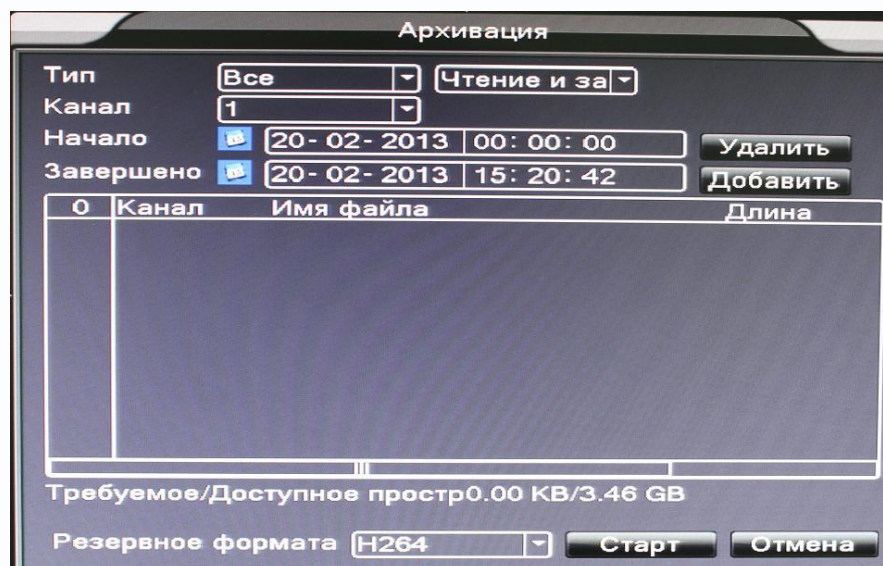 Архивация
Тип Все Чтение и за
Канал 1
Начало 20-02-2013 00:00:00 Удалить
Завершено 20-02-2013 15:20:42 Добавить
0 Канал Имя файла Длина
Требуемое/Доступное простр0.00 KB/3.46 GB
Резервное формата H264 Старт Отмена